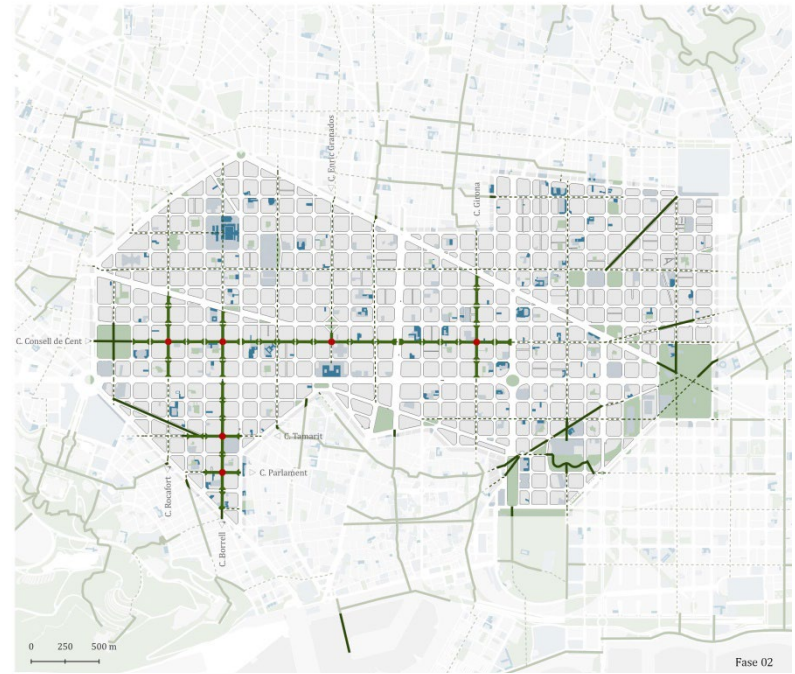 C. Enric Granados
C. Girona
C. Consell de Cent
C. Tamarit
C. Parlament
C. Rocafort
C. Borrell
0 250 500 m
Fase 02